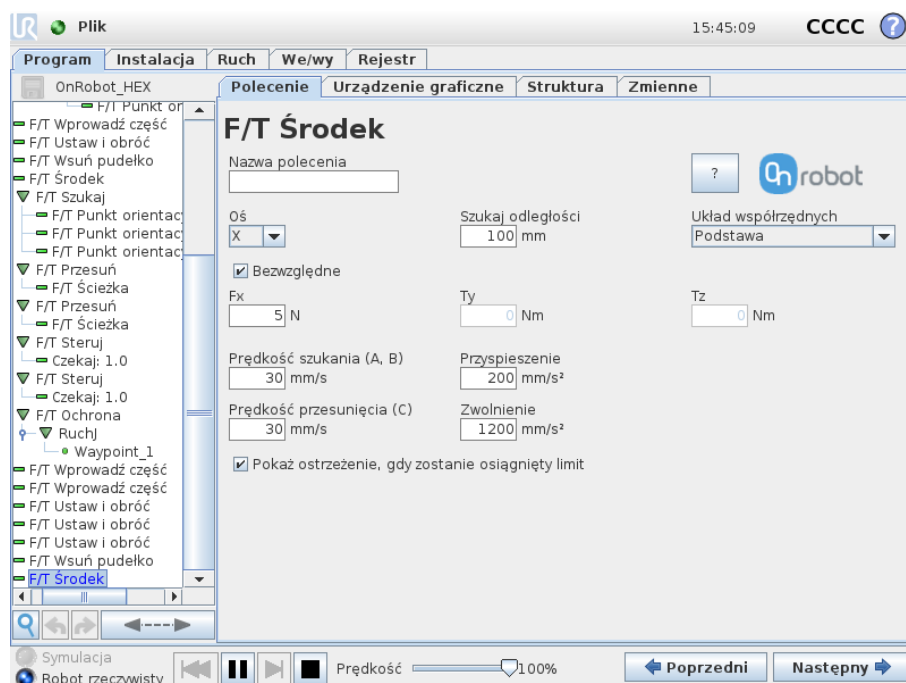 UR Plik 15:45:09 CCCC ?
Program Instalacja Ruch We/wy Rejestr
OnRobot_HEX
Polecenie Urządzenie graficzne Struktura Zmienne
F/T Punkt or
F/T Wprowadź część
F/T Ustaw i obróć
F/T Wsuń pudełko
F/T Środek
F/T Szukaj
F/T Punkt orientac
F/T Punkt orientac
F/T Punkt orientac
F/T Przesuń
F/T Ścieżka
F/T Przesuń
F/T Ścieżka
F/T Steruj
Czekaj: 1.0
F/T Steruj
Czekaj: 1.0
F/T Ochrona
RuchJ
Waypoint_1
F/T Wprowadź część
F/T Wprowadź część
F/T Ustaw i obróć
F/T Ustaw i obróć
F/T Ustaw i obróć
F/T Wsuń pudełko
F/T Środek
F/T Środek
Nazwa polecenia
? On robot
Oś Szukaj odległości Układ współrzędnych
X 100 mm Podstawa
Bezwzględne
Fx Ty Tz
5 N 0 Nm 0 Nm
Prędkość szukania (A, B) Przyspieszenie
30 mm/s 200 mm/s²
Prędkość przesunięcia (C) Zwolnienie
30 mm/s 1200 mm/s²
Pokaż ostrzeżenie, gdy zostanie osiągnięty limit
Symulacja
Robot rzeczywisty
Prędkość 100% Poprzedni Następny